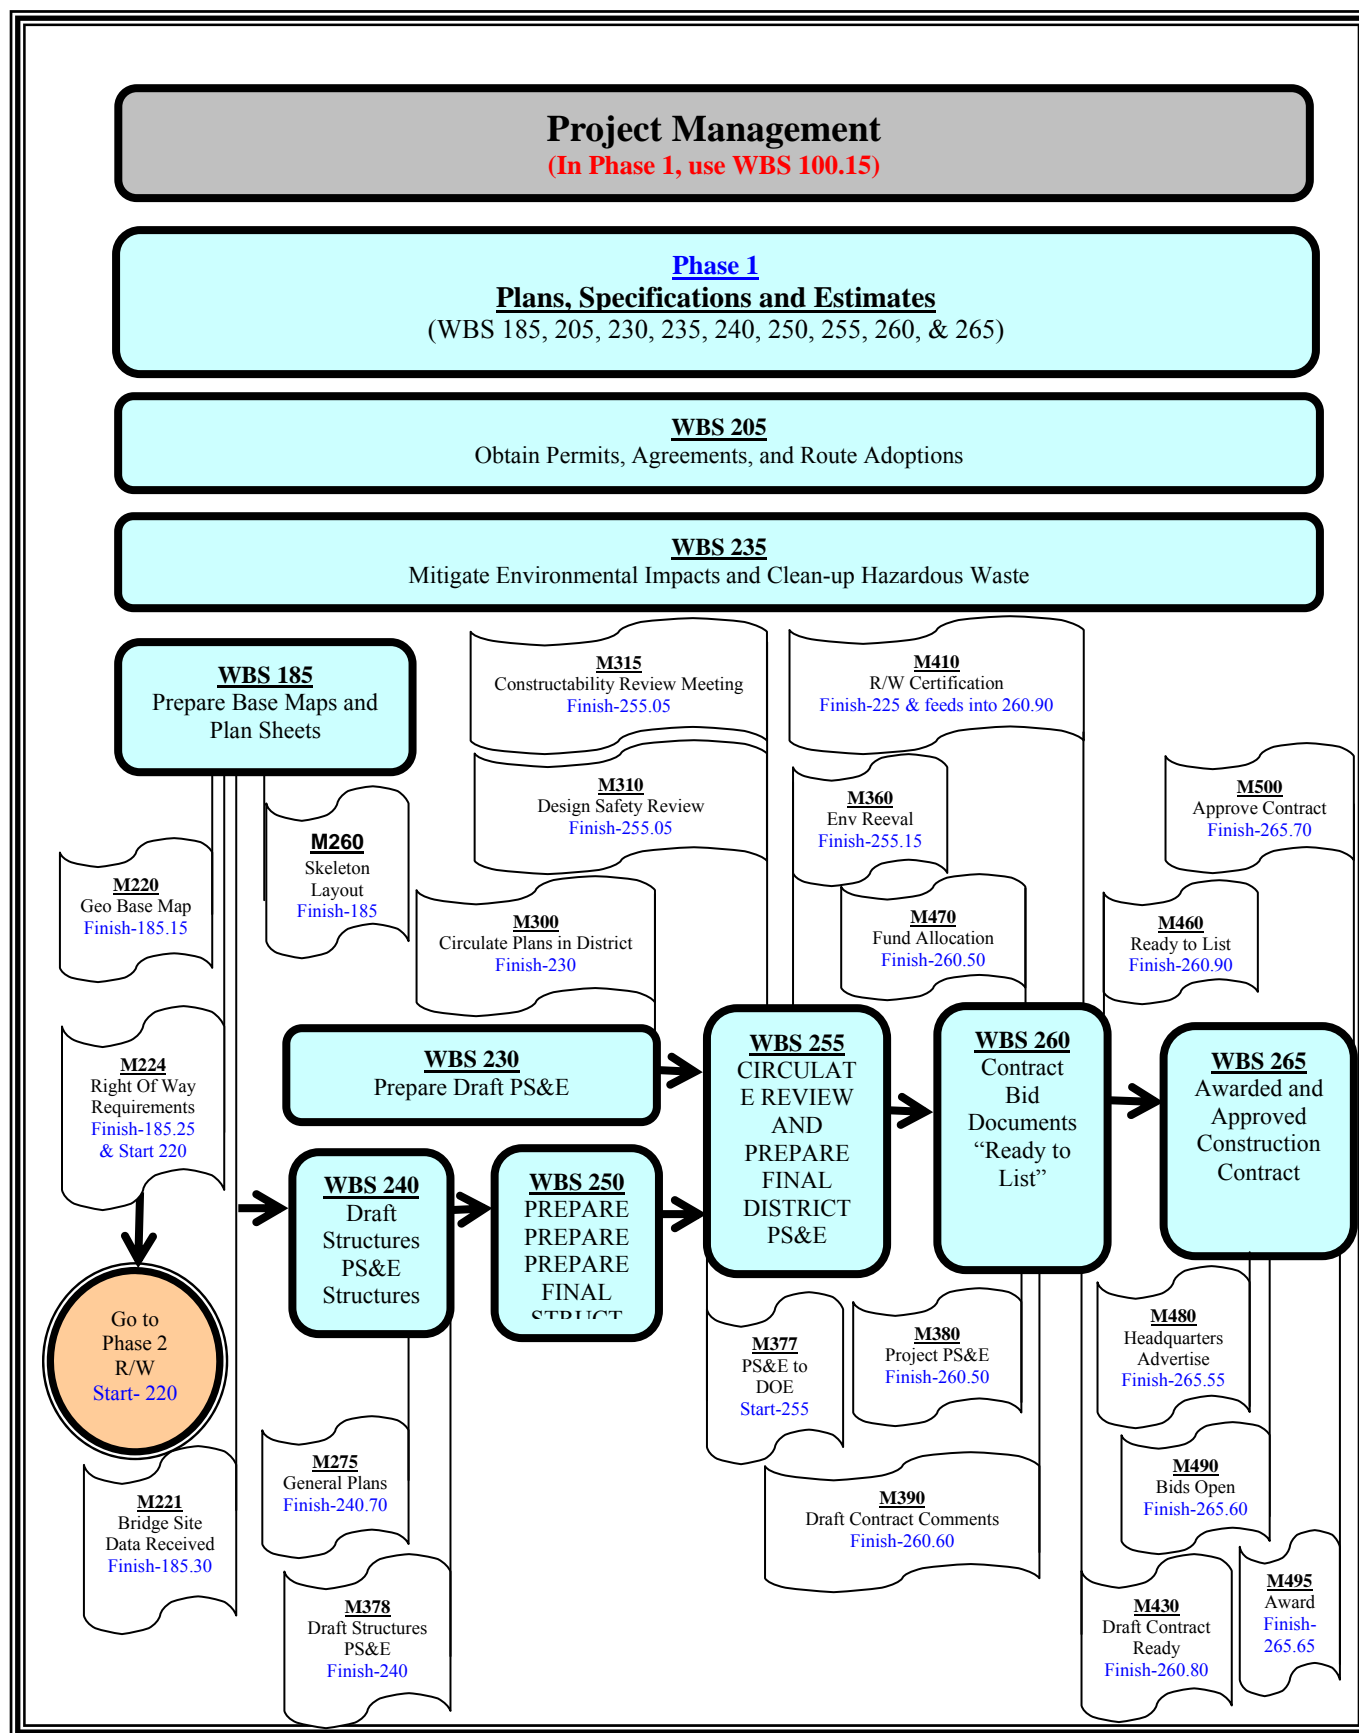 Project Management
(In Phase 1, use WBS 100.15)
Phase 1
Plans, Specifications and Estimates
(WBS 185, 205, 230, 235, 240, 250, 255, 260, & 265)
WBS 205
Obtain Permits, Agreements, and Route Adoptions
WBS 235
Mitigate Environmental Impacts and Clean-up Hazardous Waste
WBS 185
Prepare Base Maps and
Plan Sheets
M315
Constructability Review Meeting
Finish-255.05
M410
R/W Certification
Finish-225 & feeds into 260.90
M310
Design Safety Review
Finish-255.05
M360
Env Reeval
Finish-255.15
M500
Approve Contract
Finish-265.70
M260
Skeleton
Layout
Finish-185
M220
Geo Base Map
Finish-185.15
M300
Circulate Plans in District
Finish-230
M470
Fund Allocation
Finish-260.50
M460
Ready to List
Finish-260.90
M224
Right Of Way
Requirements
Finish-185.25
& Start 220
WBS 230
Prepare Draft PS&E
WBS 255
CIRCULAT
E REVIEW
AND
PREPARE
FINAL
DISTRICT
PS&E
WBS 260
Contract
Bid
Documents
“Ready to
List”
WBS 265
Awarded and
Approved
Construction
Contract
WBS 240
Draft
Structures
PS&E
Structures
WBS 250
PREPARE
PREPARE
PREPARE
FINAL
STRUCT
Go to
Phase 2
R/W
Start- 220
M377
PS&E to
DOE
Start-255
M380
Project PS&E
Finish-260.50
M480
Headquarters
Advertise
Finish-265.55
M275
General Plans
Finish-240.70
M221
Bridge Site
Data Received
Finish-185.30
M390
Draft Contract Comments
Finish-260.60
M490
Bids Open
Finish-265.60
M378
Draft Structures
PS&E
Finish-240
M430
Draft Contract
Ready
Finish-260.80
M495
Award
Finish-
265.65